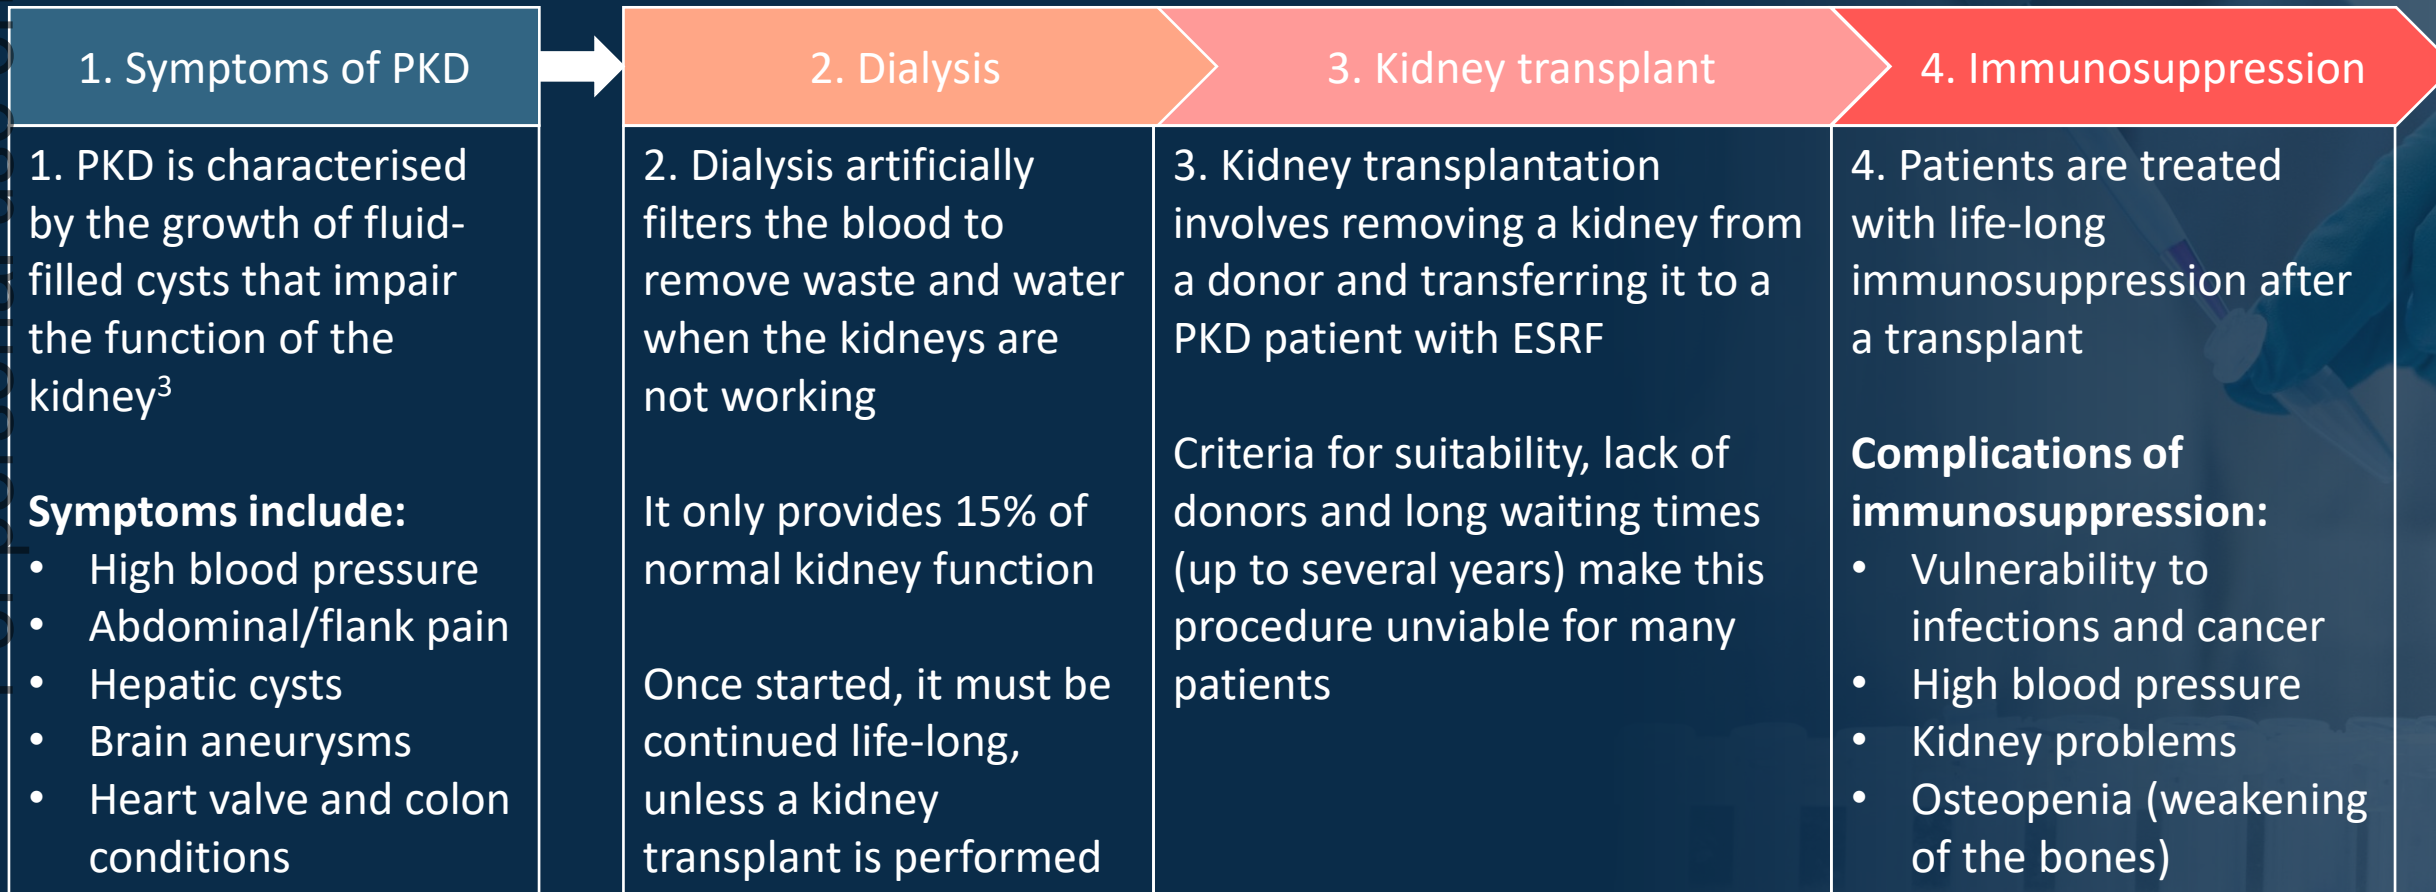 1. Symptoms of PKD
2. Dialysis
3. Kidney transplant
4. Immunosuppression
1. PKD is characterised
by the growth of fluid-
filled cysts that impair
the function of the
kidney³
Symptoms include:
• High blood pressure
• Abdominal/flank pain
• Hepatic cysts
• Brain aneurysms
• Heart valve and colon
conditions
2. Dialysis artificially
filters the blood to
remove waste and water
when the kidneys are
not working
It only provides 15% of
normal kidney function
Once started, it must be
continued life-long,
unless a kidney
transplant is performed
3. Kidney transplantation
involves removing a kidney from
a donor and transferring it to a
PKD patient with ESRF
Criteria for suitability, lack of
donors and long waiting times
(up to several years) make this
procedure unviable for many
patients
4. Patients are treated
with life-long
immunosuppression after
a transplant
Complications of
immunosuppression:
• Vulnerability to
infections and cancer
• High blood pressure
• Kidney problems
• Osteopenia (weakening
of the bones)